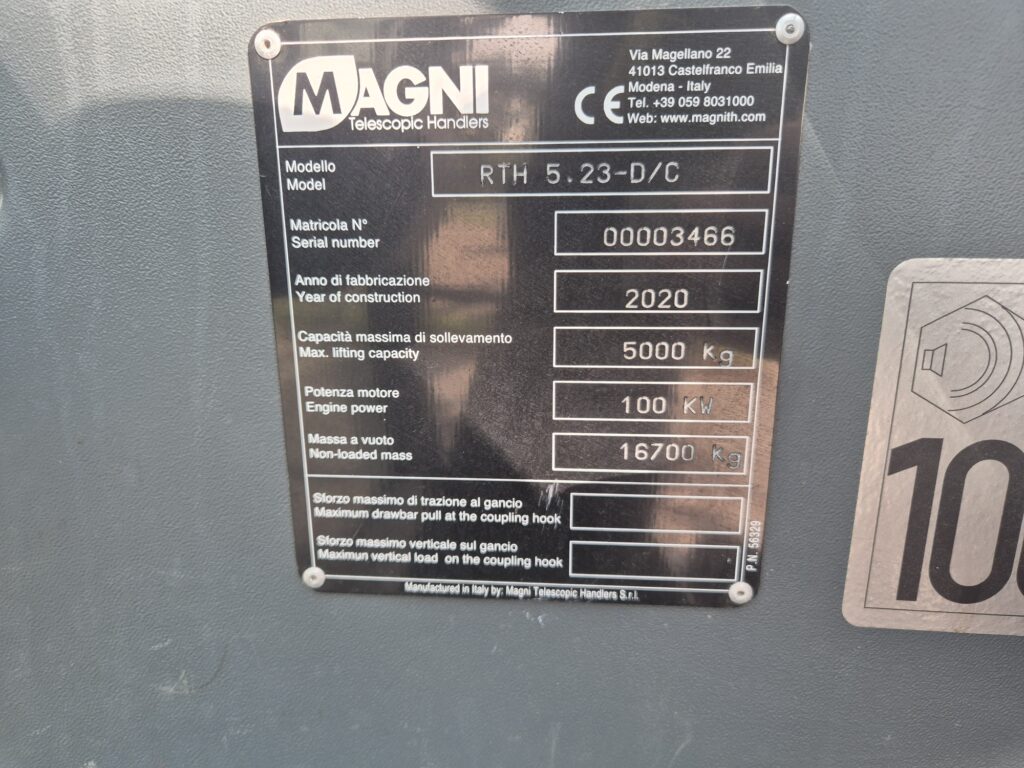 MAGNI
Telescopic Handlers
Via Magellano 22
41013 Castelfranco Emilia
Modena - Italy
CE Tel. +39 059 8031000
Web: www.magnith.com
Modello
Model
RTH 5.23-D/C
Matricola N°
Serial number
00003466
Anno di fabbricazione
Year of construction
2020
Capacità massima di sollevamento
Max. lifting capacity
5000 Kg
Potenza motore
Engine power
100 KW
Massa a vuoto
Non-loaded mass
16700 Kg
Sforzo massimo di trazione al gancio
Maximum drawbar pull at the coupling hook
Sforzo massimo verticale sul gancio
Maximun vertical load on the coupling hook
P.N. 56329
Manufactured in Italy by: Magni Telescopic Handlers S.r.l.